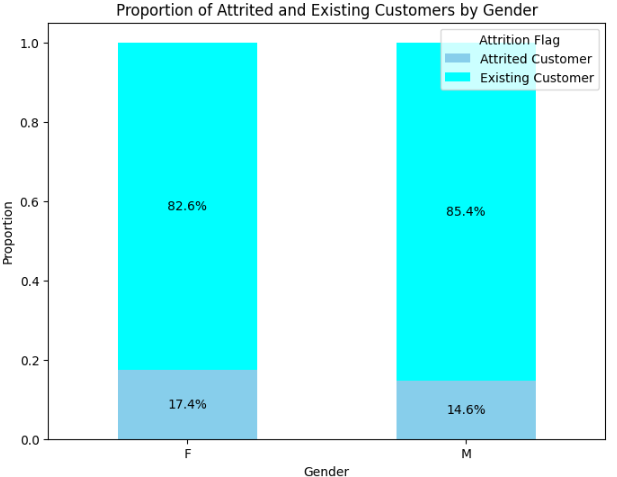 Proportion of Attrited and Existing Customers by Gender
Attrition Flag
Attrited Customer
Existing Customer
1.0
0.8
0.6
0.4
0.2
0.0
Proportion
82.6%
85.4%
17.4%
14.6%
F
M
Gender